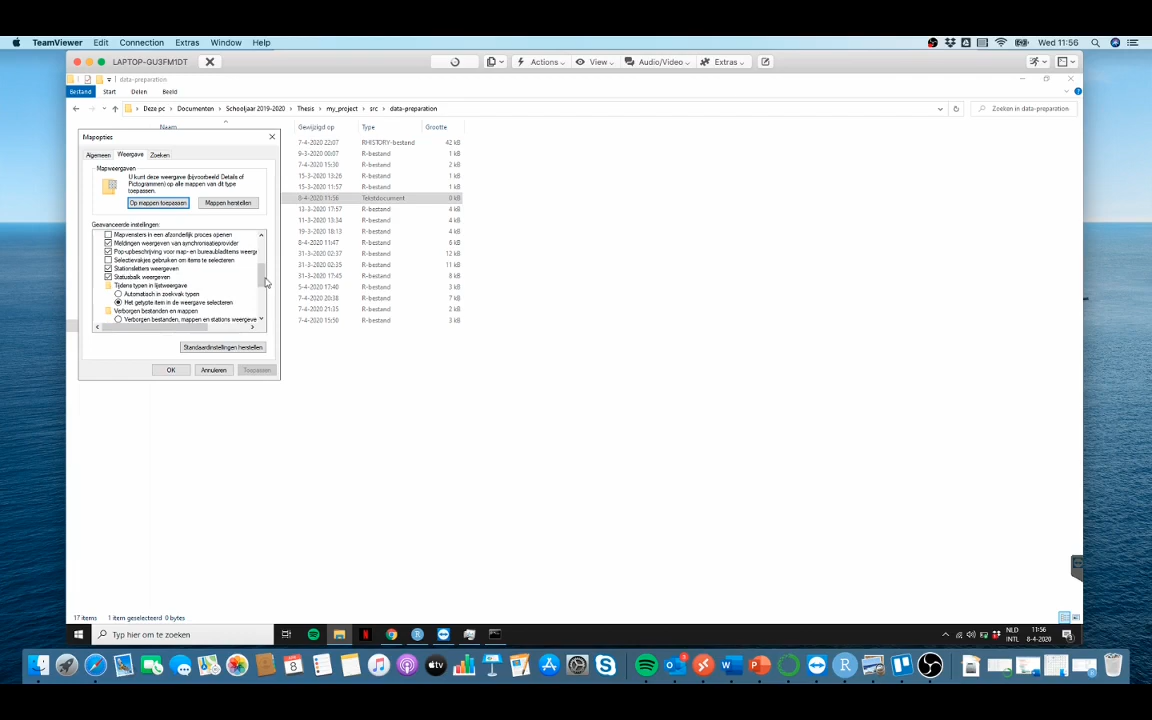 TeamViewer Edit Connection Extras Window Help Wed 11:56
LAPTOP-GU3FM1DT Actions View Audio/Video Extras
data-preparation
Bestand Start Delen Beeld
Deze pc > Documenten > Schooljaar 2019-2020 > Thesis > my_project > src > data-preparation Zoeken in data-preparation
Naam Gewijzigd op Type Grootte
Mapopties
7-4-2020 22:07 RHISTORY-bestand 42 kB
9-3-2020 00:07 R-bestand 1 kB
7-4-2020 15:30 R-bestand 2 kB
15-3-2020 13:26 R-bestand 1 kB
15-3-2020 11:57 R-bestand 1 kB
8-4-2020 11:56 Tekstdocument 0 kB
13-3-2020 17:57 R-bestand 4 kB
11-3-2020 13:34 R-bestand 4 kB
19-3-2020 18:13 R-bestand 4 kB
8-4-2020 11:47 R-bestand 6 kB
31-3-2020 02:37 R-bestand 12 kB
31-3-2020 02:35 R-bestand 11 kB
31-3-2020 17:45 R-bestand 8 kB
5-4-2020 17:40 R-bestand 3 kB
7-4-2020 20:38 R-bestand 7 kB
7-4-2020 21:35 R-bestand 2 kB
7-4-2020 15:50 R-bestand 3 kB
Algemeen Weergave Zoeken
Mapweergaven
U kunt deze weergave (bijvoorbeeld Details of
Pictogrammen) op alle mappen van dit type
toepassen.
Op mappen toepassen Mappen herstellen
Geavanceerde instellingen:
Mapvensters in een afzonderlijk proces openen
Meldingen weergeven van synchronisatieprovider
Pop-upbeschrijving voor map- en bureaubladitems weerge
Selectievakjes gebruiken om items te selecteren
Stationsletters weergeven
Statusbalk weergeven
Tijdens typen in lijstweergave
Automatisch in zoekvak typen
Het getypte item in de weergave selecteren
Verborgen bestanden en mappen
Verborgen bestanden, mappen en stations weergeve
Standaardinstellingen herstellen
OK Annuleren Toepassen
17 items 1 item geselecteerd 0 bytes
Typ hier om te zoeken
NLD 11:56
INTL 8-4-2020